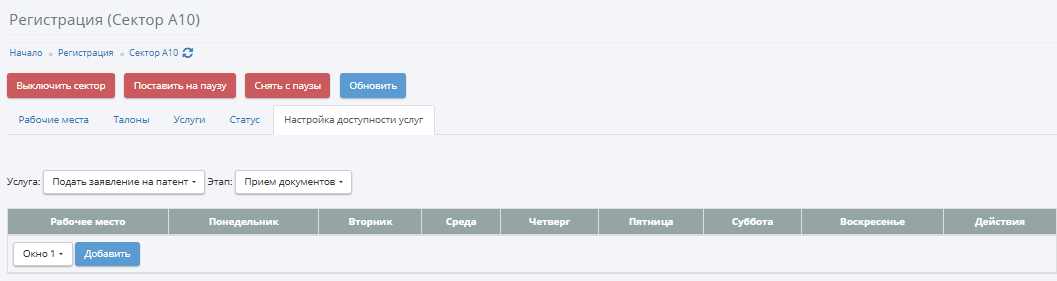 Регистрация (Сектор А10)
Начало Регистрация Сектор А10
Выключить сектор Поставить на паузу Снять с паузы Обновить
Рабочие места Талоны Услуги Статус Настройка доступности услуг
Услуга: Подать заявление на патент Этап: Прием документов
Рабочее место Понедельник Вторник Среда Четверг Пятница Суббота Воскресенье Действия
Окно 1 Добавить